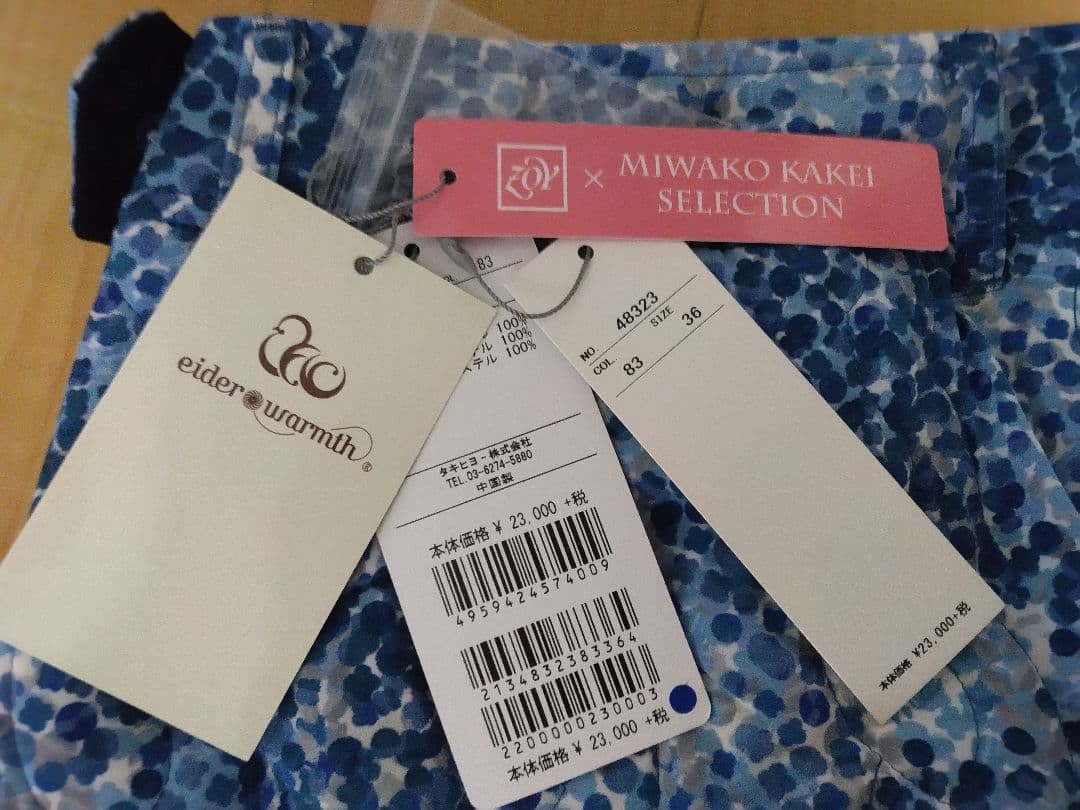 ZOY × MIWAKO KAKEI
SELECTION
eider warmth ®
83
100%
テル 100%
ステル 100%
タキヒヨー株式会社
TEL.03-6274-5880
中国製
本体価格 ¥ 23,000 +税
4959424574009
2134832383364
2200000230003
本体価格 ¥ 23,000 +税
NO. 48323
COL. SIZE
83 36
本体価格 ¥23,000+税